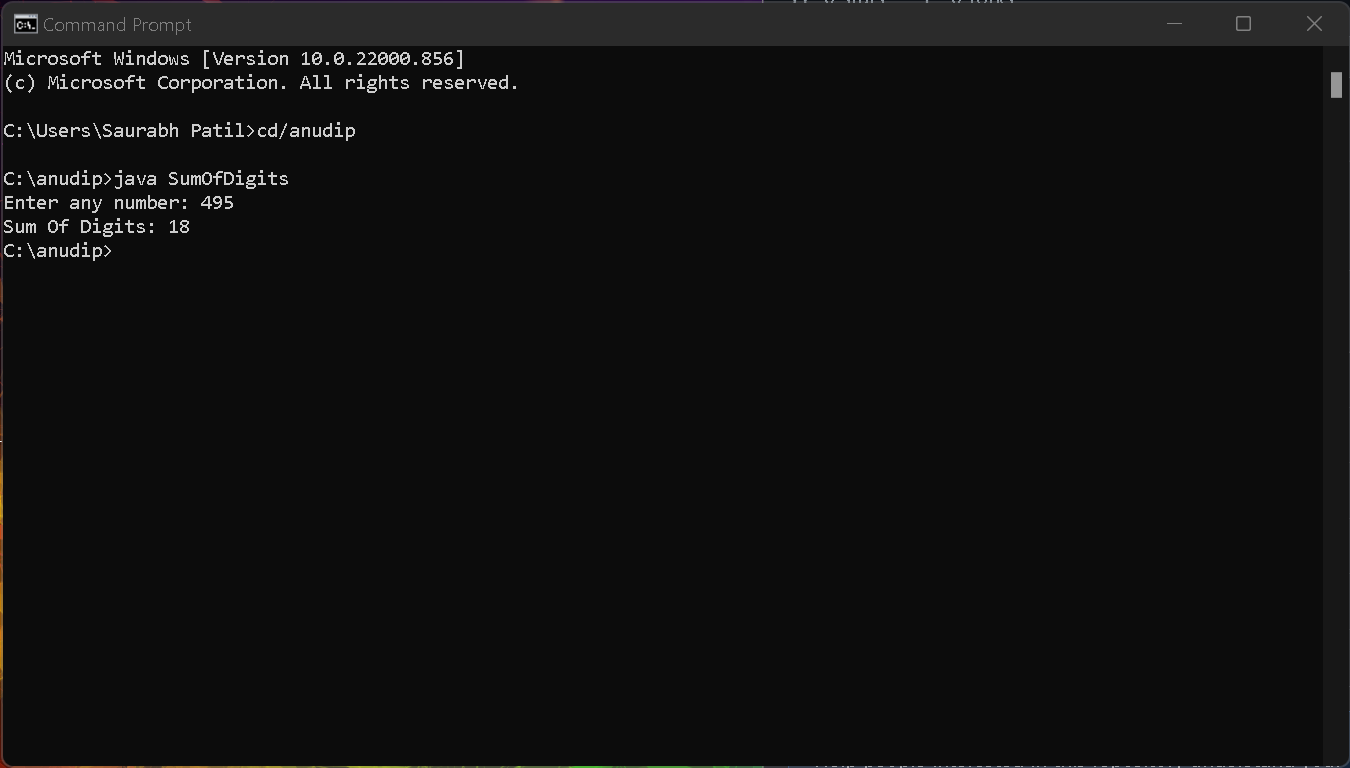 Command Prompt
Microsoft Windows [Version 10.0.22000.856]
(c) Microsoft Corporation. All rights reserved.
C:\Users\Saurabh Patil>cd/anudip
C:\anudip>java SumOfDigits
Enter any number: 495
Sum Of Digits: 18
C:\anudip>